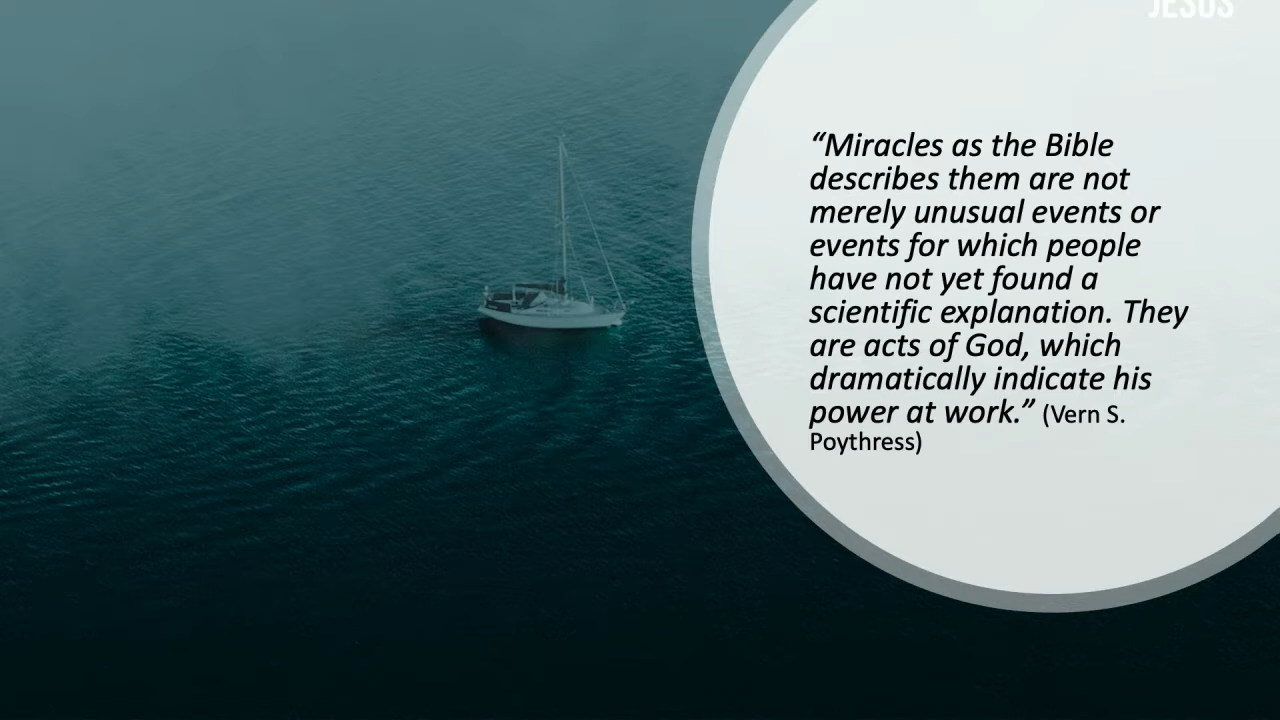 JESUS
“Miracles as the Bible
describes them are not
merely unusual events or
events for which people
have not yet found a
scientific explanation. They
are acts of God, which
dramatically indicate his
power at work.” (Vern S.
Poythress)